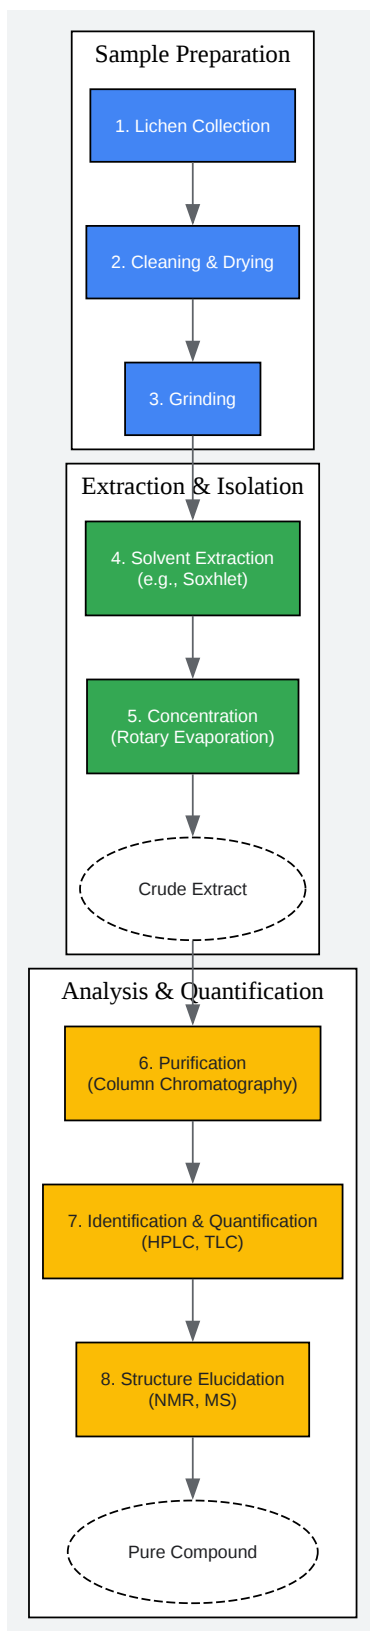 Sample Preparation
1. Lichen Collection
2. Cleaning & Drying
3. Grinding
Extraction & Isolation
4. Solvent Extraction
(e.g., Soxhlet)
5. Concentration
(Rotary Evaporation)
Crude Extract
Analysis & Quantification
6. Purification
(Column Chromatography)
7. Identification & Quantification
(HPLC, TLC)
8. Structure Elucidation
(NMR, MS)
Pure Compound